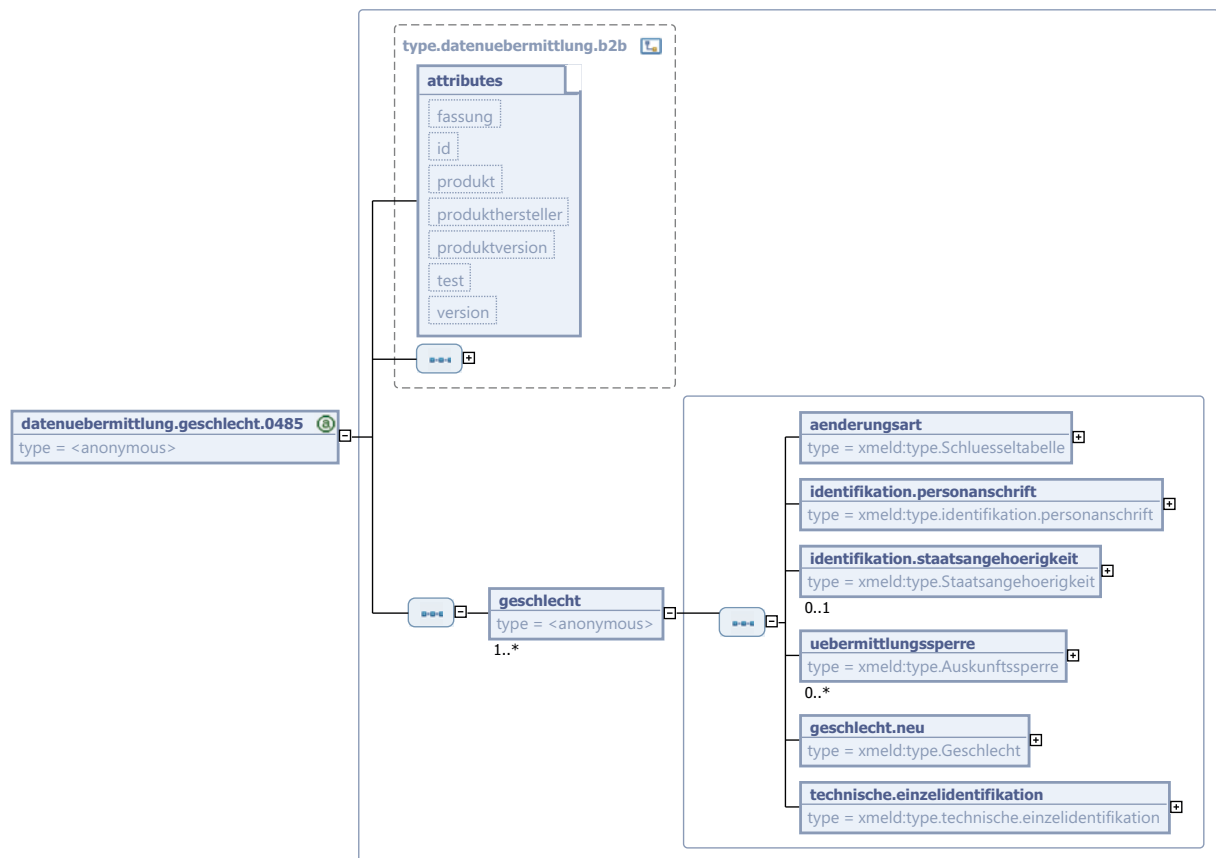 type.datenuebermittlung.b2b
attributes
fassung
id
produkt
produkthersteller
produktversion
test
version
datenuebermittlung.geschlecht.0485
type = <anonymous>
geschlecht
type = <anonymous>
1..*
aenderungsart
type = xmeld:type.Schluesseltabelle
identifikation.personanschrift
type = xmeld:type.identifikation.personanschrift
identifikation.staatsangehoerigkeit
type = xmeld:type.Staatsangehoerigkeit
0..1
uebermittlungssperre
type = xmeld:type.Auskunftssperre
0..*
geschlecht.neu
type = xmeld:type.Geschlecht
technische.einzelidentifikation
type = xmeld:type.technische.einzelidentifikation